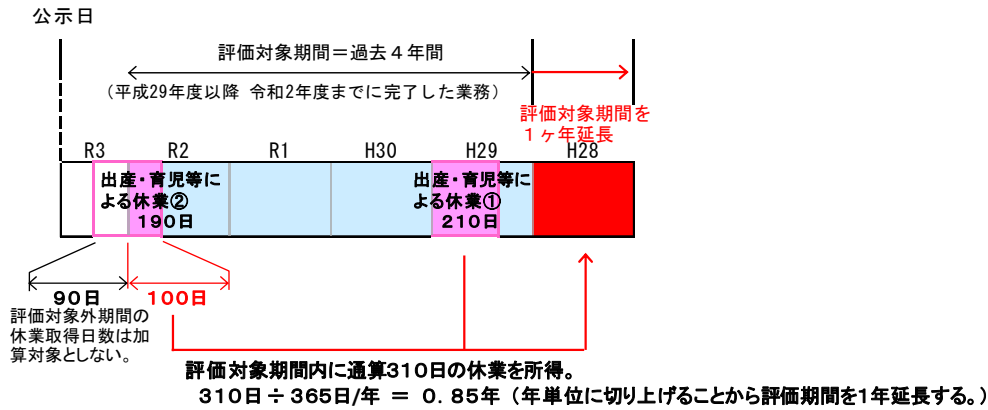 公示日
評価対象期間＝過去４年間
（平成29年度以降 令和2年度までに完了した業務）
評価対象期間を
１ヶ年延長
R3 R2 R1 H30 H29 H28
出産・育児等に
よる休業②
190日
出産・育児等に
よる休業①
210日
90日
100日
評価対象外期間の
休業取得日数は加
算対象としない。
評価対象期間内に通算310日の休業を所得。
310日÷365日/年 ＝ 0.85年（年単位に切り上げることから評価期間を1年延長する。）